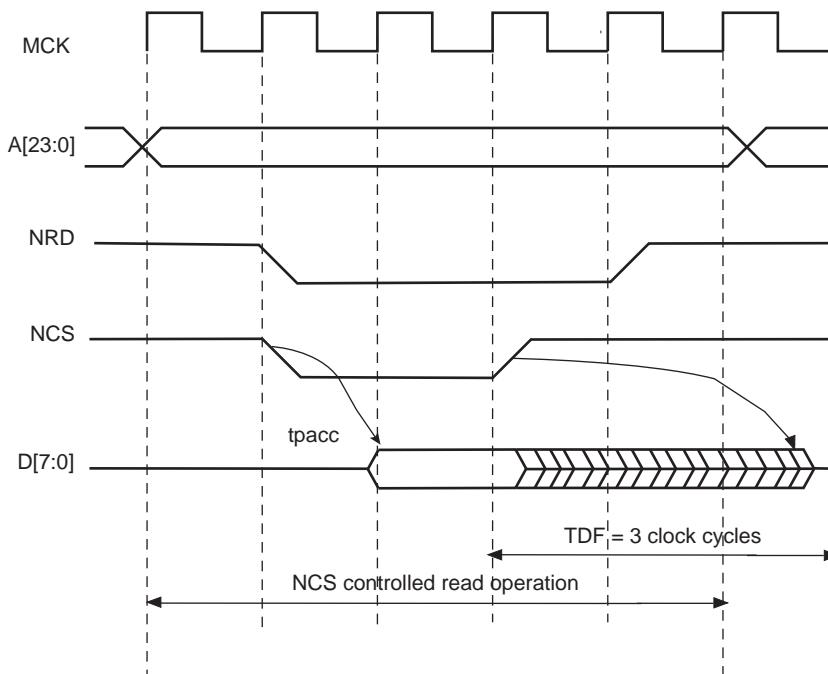 MCK
A[23:0]
NRD
NCS
tpacc
D[7:0]
TDF = 3 clock cycles
NCS controlled read operation